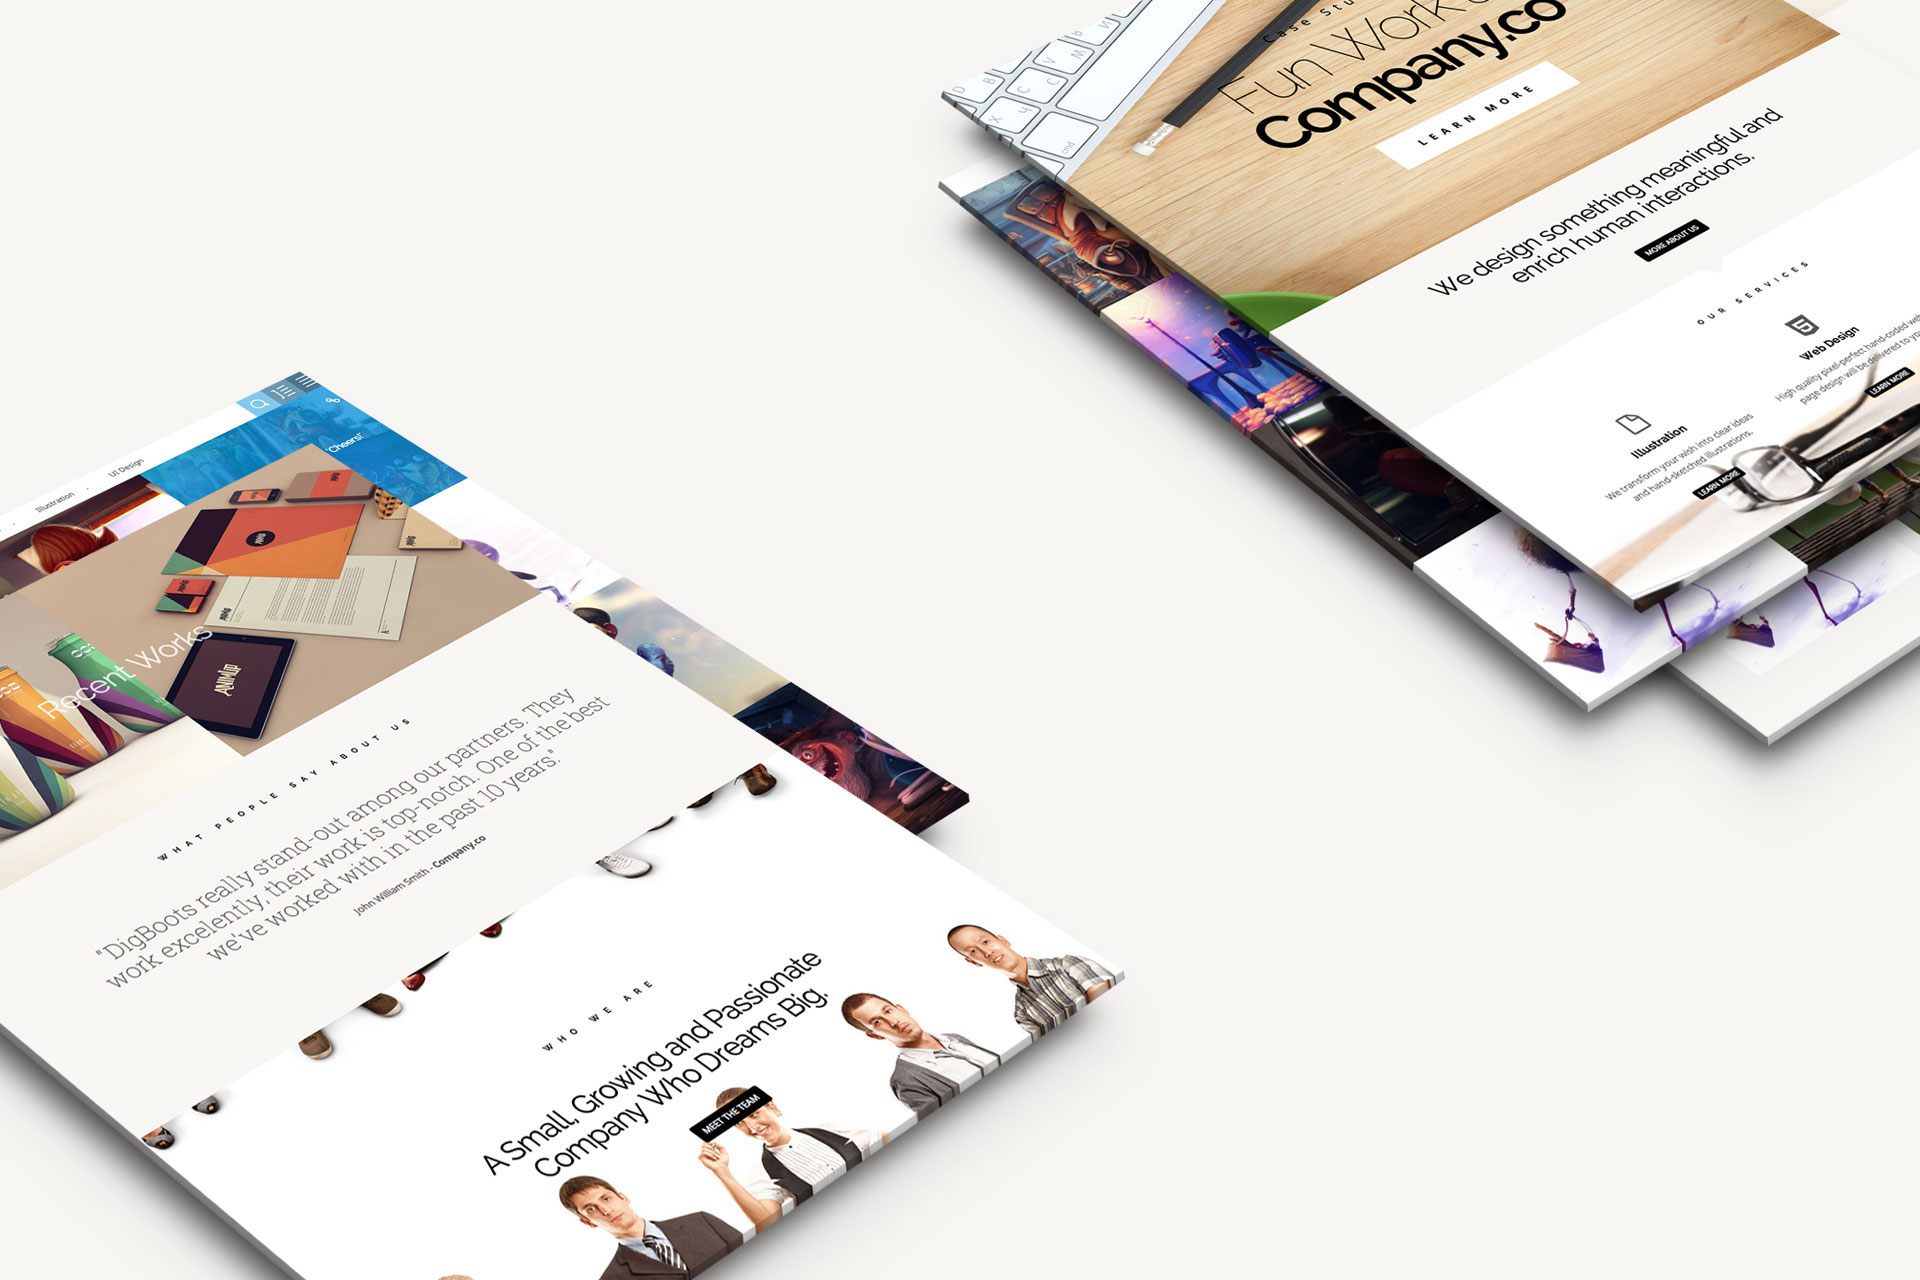 UI Design
Illustration
Cheers!
ANIMUP
Recent Works
WHAT PEOPLE SAY ABOUT US
"DigBoots really stand-out among our partners. They
work excelently, their work is top-notch. One of the best
we've worked with in the past 10 years."
John William Smith - Company.co
WHO WE ARE
A Small, Growing and Passionate
Company Who Dreams Big.
MEET THE TEAM
Case Stu
Fun Work
Company.co
LEARN MORE
We design something meaningful and
enrich human interactions.
MORE ABOUT US
OUR SERVICES
Web Design
High quality pixel-perfect hand-coded web
page design will be delivered to you
LEARN MORE
Illustration
We transform your wish into clear ideas
and hand-sketched illustrations.
LEARN MORE
D
B
N
V
M
C
X
cmd